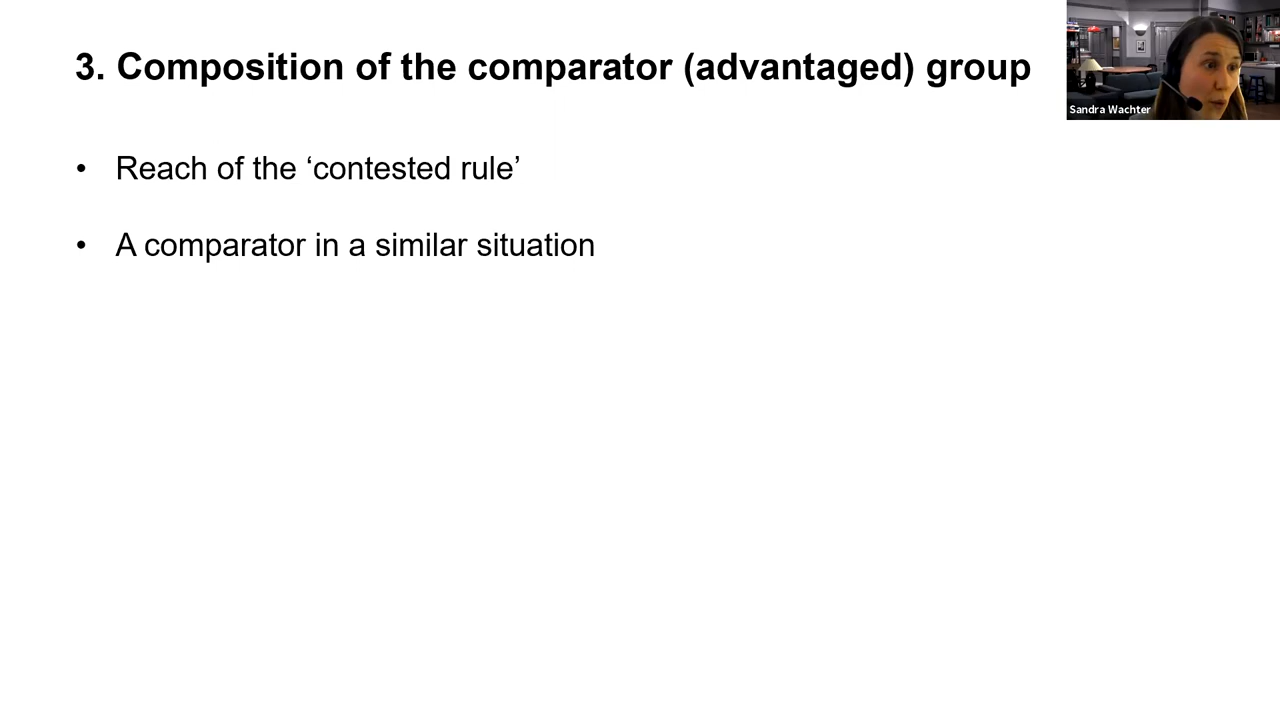 3. Composition of the comparator (advantaged) group
Sandra Wachter
• Reach of the ‘contested rule’
• A comparator in a similar situation